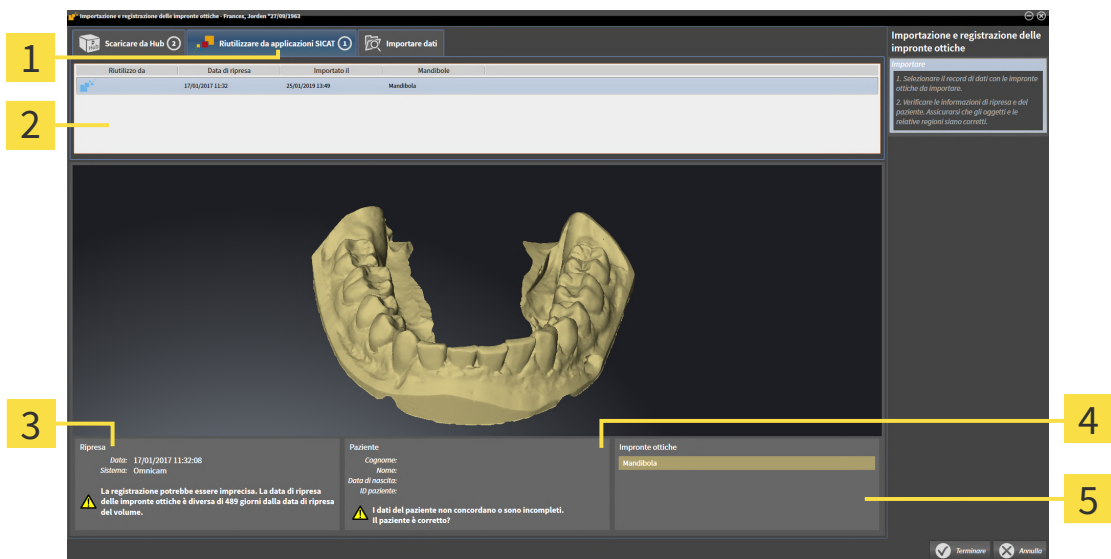 Importazione e registrazione delle impronte ottiche - Frances, Jorden *27/09/1963
1
Hub
Scaricare da Hub 2
Riutilizzare da applicazioni SICAT 1
Importare dati
Importazione e registrazione delle
impronte ottiche
Importare
1. Selezionare il record di dati con le impronte
ottiche da importare.
2. Verificare le informazioni di ripresa e del
paziente. Assicurarsi che gli oggetti e le
relative regioni siano corretti.
Riutilizzo da Data di ripresa Importato il Mandibole
17/01/2017 11:32 25/01/2019 13:49 Mandibola
2
3
4
Ripresa
Data: 17/01/2017 11:32:08
Sistema: Omnicam
La registrazione potrebbe essere imprecisa. La data di ripresa
delle impronte ottiche è diversa di 489 giorni dalla data di ripresa
del volume.
Paziente
Cognome:
Nome:
Data di nascita:
ID paziente:
I dati del paziente non concordano o sono incompleti.
Il paziente è corretto?
Impronte ottiche
Mandibola
5
Terminare Annulla